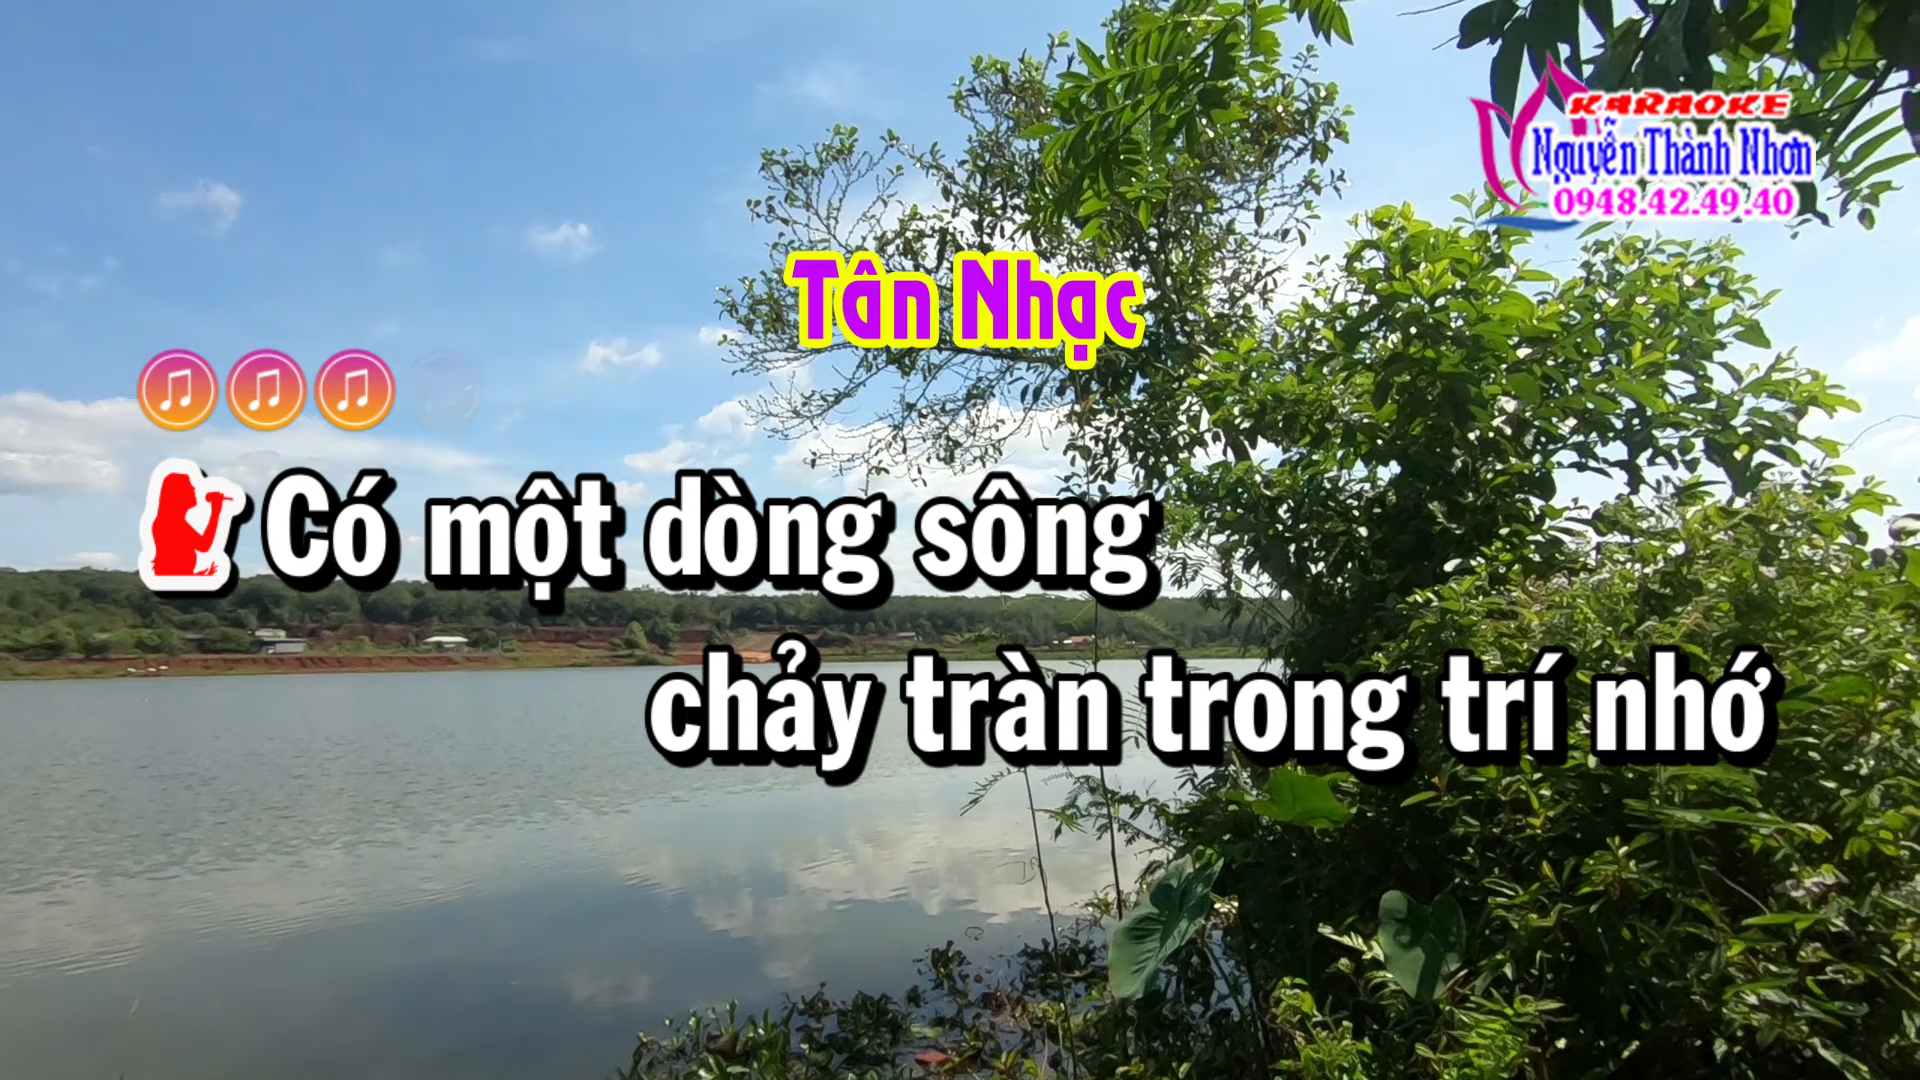 KARAOKE
Nguyễn Thành Nhơn
0948.42.49.40
Tân Nhạc
Có một dòng sông
chảy tràn trong trí nhớ